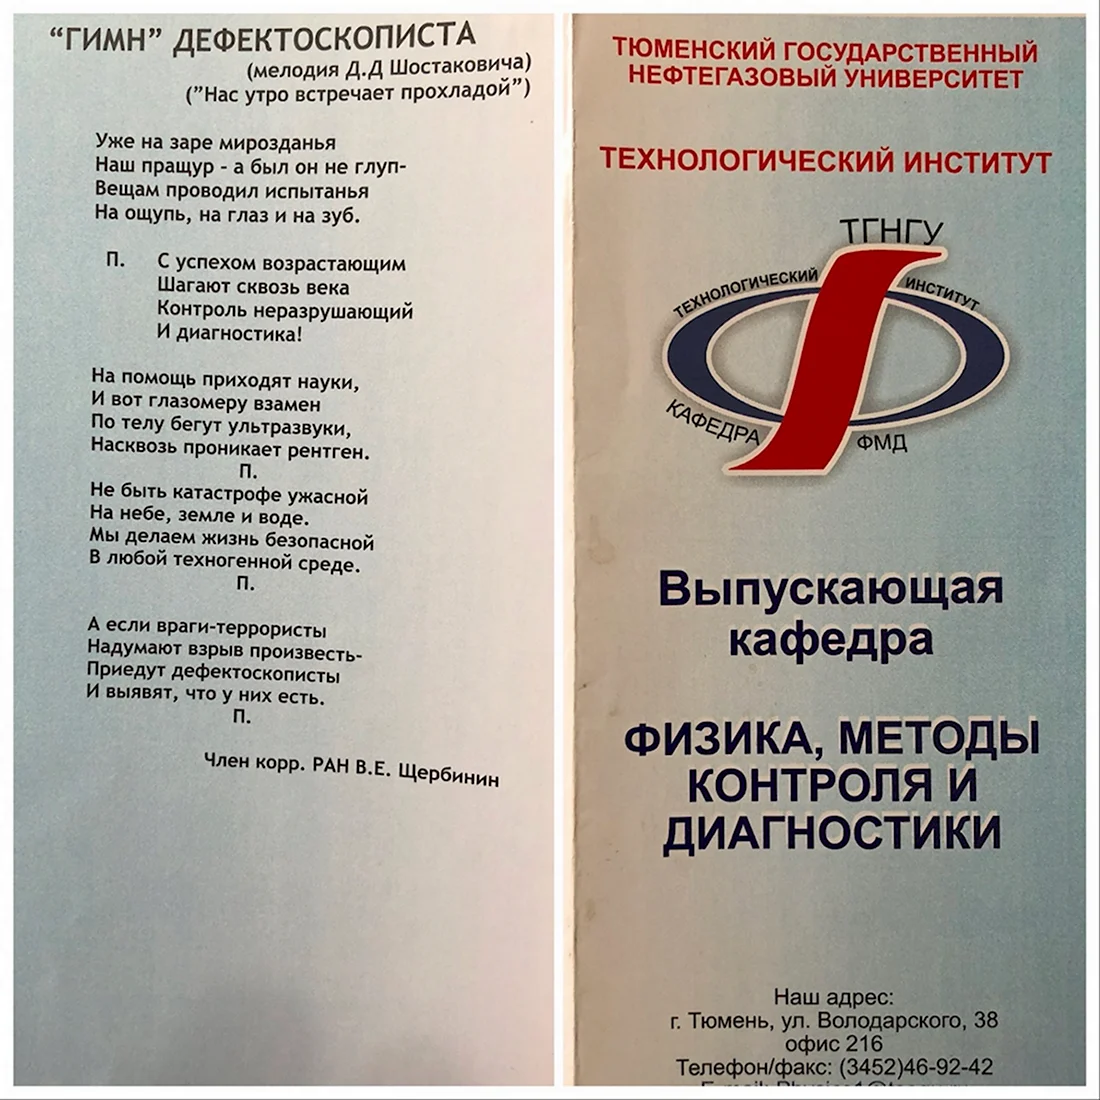 “ГИМН” ДЕФЕКТОСКОПИСТА
(мелодия Д.Д Шостаковича)
(”Нас утро встречает прохладой”)
Уже на заре мирозданья
Наш пращур - а был он не глуп-
Вещам проводил испытанья
На ощупь, на глаз и на зуб.
П. С успехом возрастающим
Шагают сквозь века
Контроль неразрушающий
И диагностика!
На помощь приходят науки,
И вот глазомеру взамен
По телу бегут ультразвуки,
Насквозь проникает рентген.
П.
Не быть катастрофе ужасной
На небе, земле и воде.
Мы делаем жизнь безопасной
В любой техногенной среде.
П.
А если враги-террористы
Надумают взрыв произвесть-
Приедут дефектоскописты
И выявят, что у них есть.
П.
Член корр. РАН В.Е. Щербинин
ТЮМЕНСКИЙ ГОСУДАРСТВЕННЫЙ
НЕФТЕГАЗОВЫЙ УНИВЕРСИТЕТ
ТЕХНОЛОГИЧЕСКИЙ ИНСТИТУТ
ТГНГУ
ТЕХНОЛОГИЧЕСКИЙ ИНСТИТУТ
КАФЕДРА ФМД
Выпускающая
кафедра
ФИЗИКА, МЕТОДЫ
КОНТРОЛЯ И
ДИАГНОСТИКИ
Наш адрес:
г. Тюмень, ул. Володарского, 38
офис 216
Телефон/факс: (3452)46-92-42